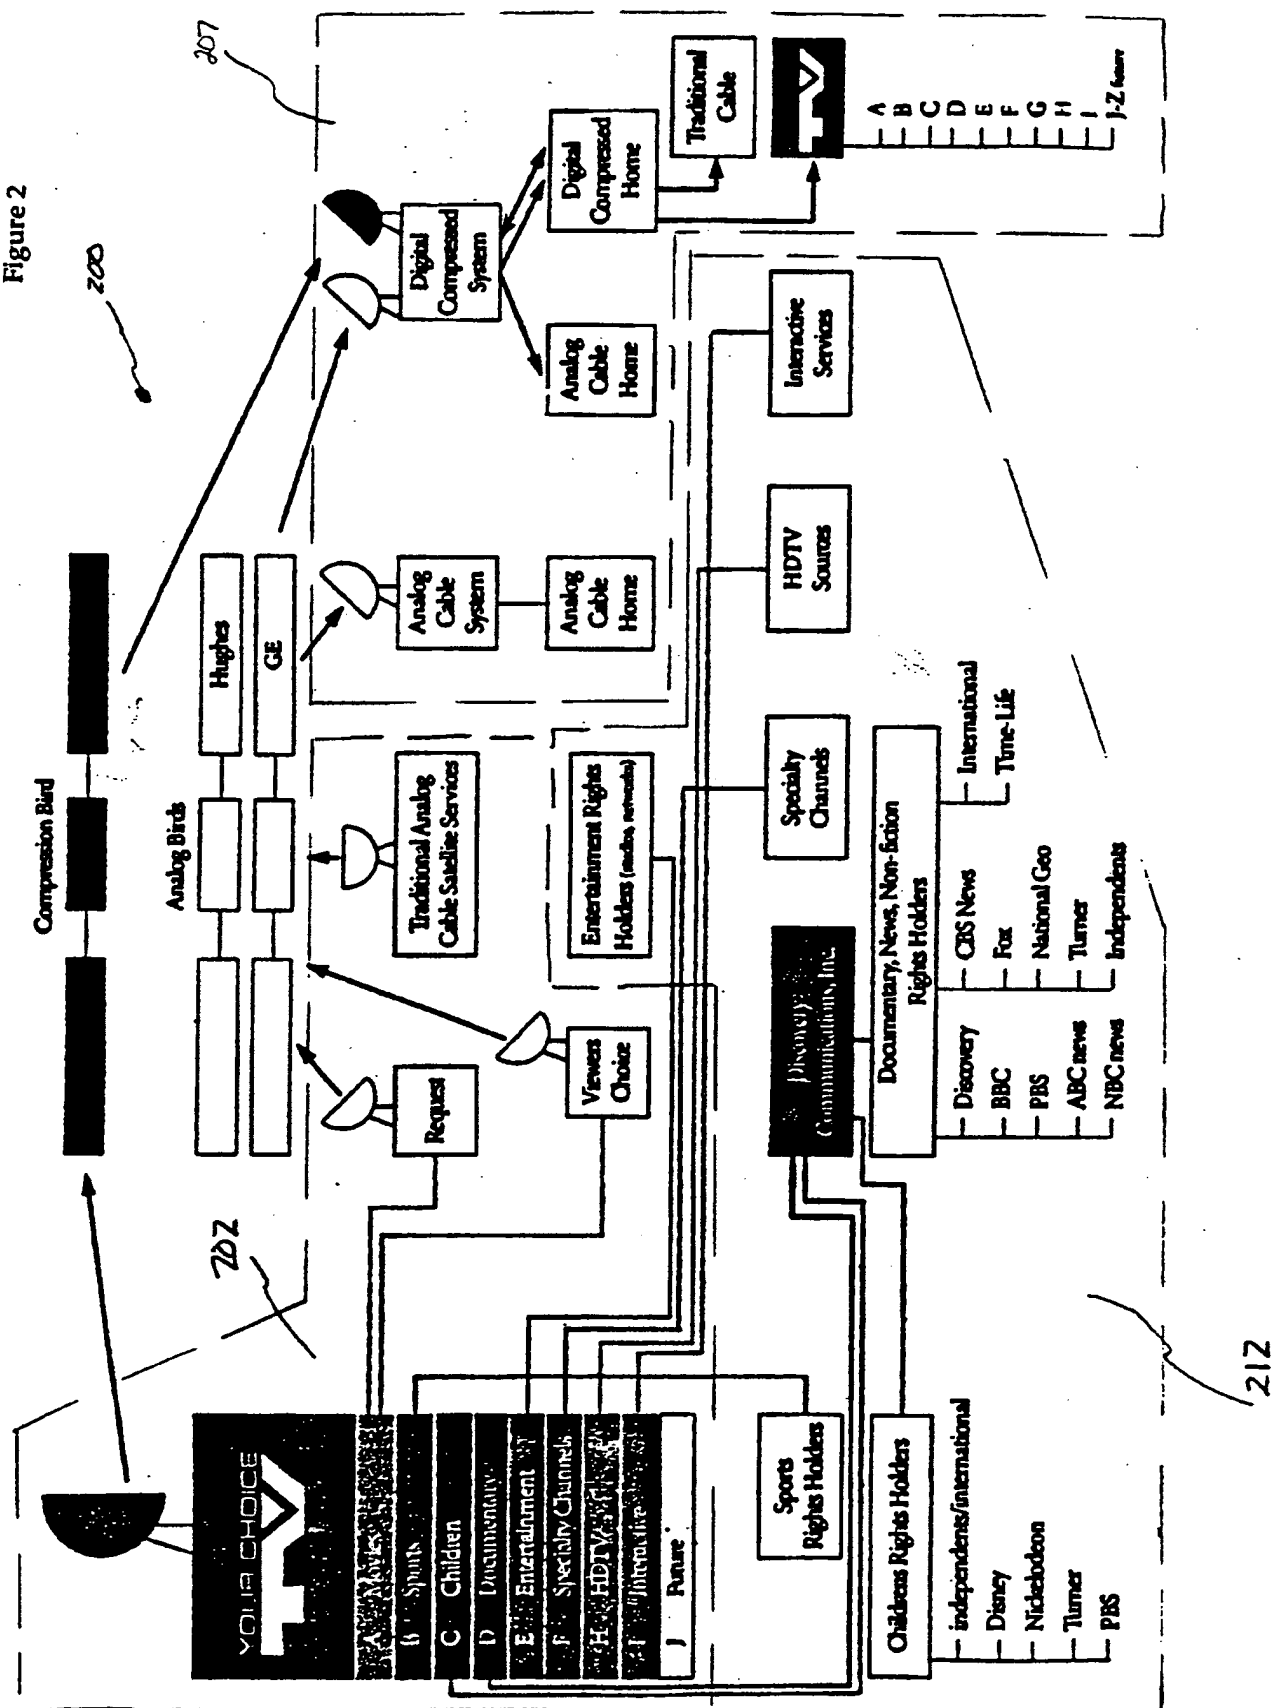 Figure 2
200
207
202
212
Compression Bird
Analog Birds
Hughes
GE
YOUR CHOICE
TV
A
B Sports
C Children
D Documentary
E Entertainment
F Specialty Channels
HDTV
I
J Future
Request
Viewers
Choice
Traditional Analog
Cable Satellite Services
Entertainment Rights
Holders (studios, networks)
Analog
Cable
System
Analog
Cable
Home
Digital
Compressed
System
Analog
Cable
Home
Digital
Compressed
Home
Traditional
Cable
TV
A
B
C
D
E
F
G
H
I
J-Z future
Sports
Rights Holders
Discovery
Communications, Inc.
Specialty
Channels
HDTV
Sources
Interactive
Services
Childrens Rights Holders
independents/international
Disney
Nickelodeon
Turner
PBS
Documentary, News, Non-fiction
Rights Holders
Discovery
BBC
PBS
ABC news
NBC news
CBS News
Fox
National Geo
Turner
Independents
International
Time-Life